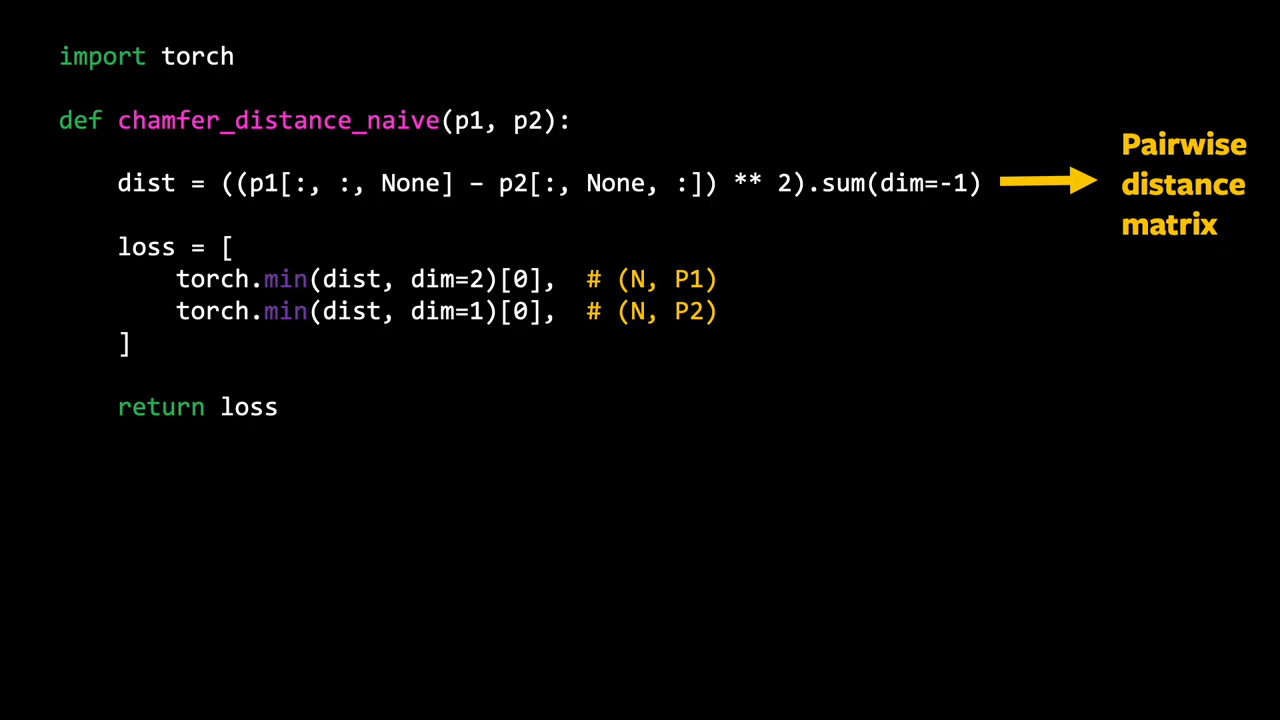 import torch
def chamfer_distance_naive(p1, p2):
dist = ((p1[:, :, None] – p2[:, None, :]) ** 2).sum(dim=-1)
loss = [
torch.min(dist, dim=2)[0],  # (N, P1)
torch.min(dist, dim=1)[0],  # (N, P2)
]
return loss
Pairwise
distance
matrix